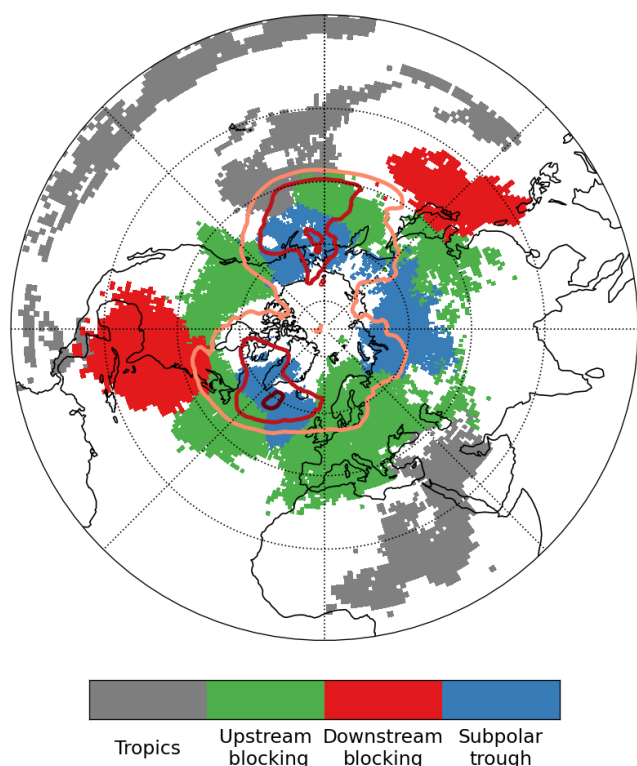 Tropics
Upstream blocking
Downstream blocking
Subpolar trough